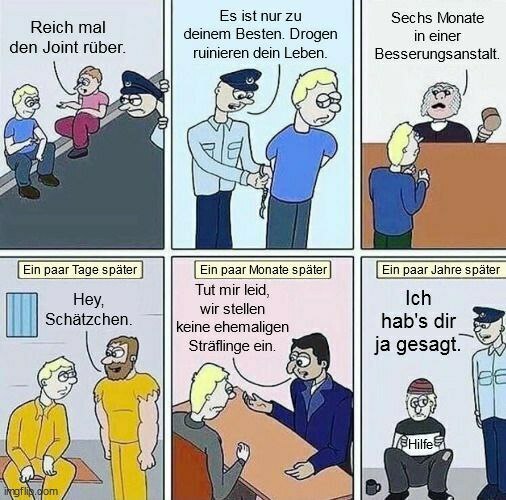 Reich mal
den Joint rüber.
Es ist nur zu
deinem Besten. Drogen
ruinieren dein Leben.
Sechs Monate
in einer
Besserungsanstalt.
Ein paar Tage später
Hey,
Schätzchen.
Ein paar Monate später
Tut mir leid,
wir stellen
keine ehemaligen
Sträflinge ein.
Ein paar Jahre später
Ich
hab's dir
ja gesagt.
Hilfe
imgflip.com